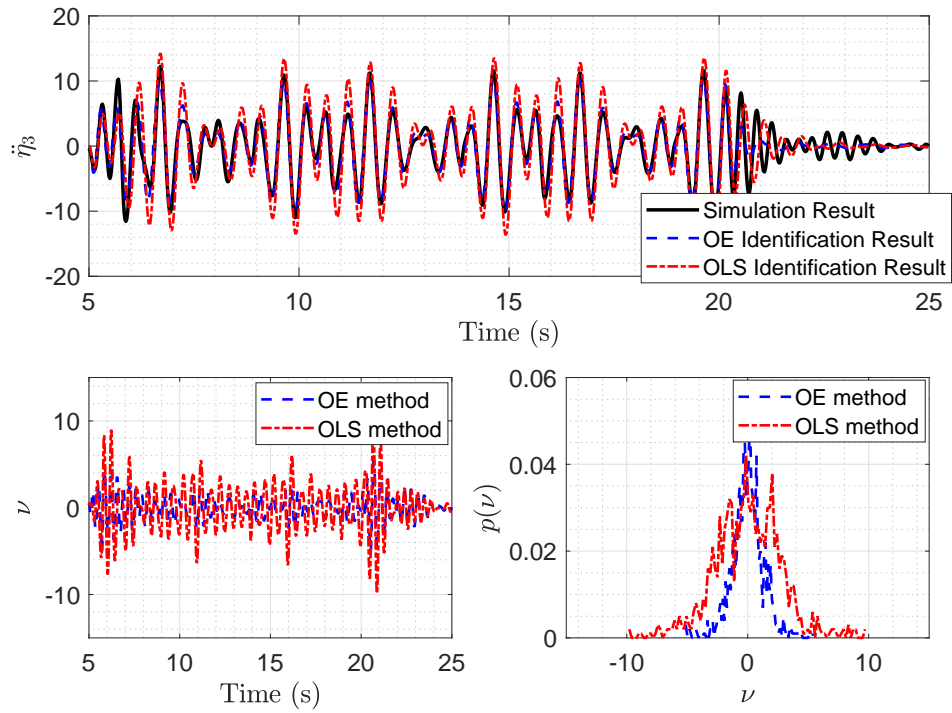 20
10
0
-10
-20
η̈₃
5
10
15
20
25
Time (s)
Simulation Result
OE Identification Result
OLS Identification Result
10
0
-10
ν
5
10
15
20
25
Time (s)
OE method
OLS method
0.06
0.04
0.02
0
p(ν)
-10
0
10
ν
OE method
OLS method